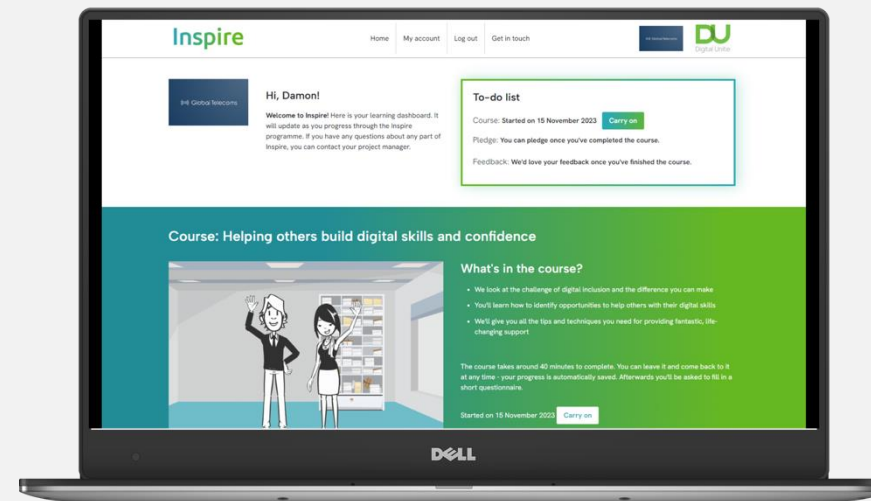 Inspire
Home
My account
Log out
Get in touch
Global Telecoms
DU
Digital Unite
Global Telecoms
Hi, Damon!
Welcome to Inspire! Here is your learning dashboard. It
will update as you progress through the Inspire
programme. If you have any questions about any part of
Inspire, you can contact your project manager.
To-do list
Course: Started on 15 November 2023 Carry on
Pledge: You can pledge once you've completed the course.
Feedback: We'd love your feedback once you've finished the course.
Course: Helping others build digital skills and confidence
What's in the course?
• We look at the challange of digital inclusion and the difference you can make
• You'll learn how to identify opportunities to help others with their digital skills
• We'll give you all the tips and techniques you need for providing fantastic, life-
changing support
The course takes around 40 minutes to complete. You can leave it and come back to it
at any time - your progress is automatically saved. Afterwards you'll be asked to fill in a
short questionnaire.
Started on 15 November 2023 Carry on
DELL